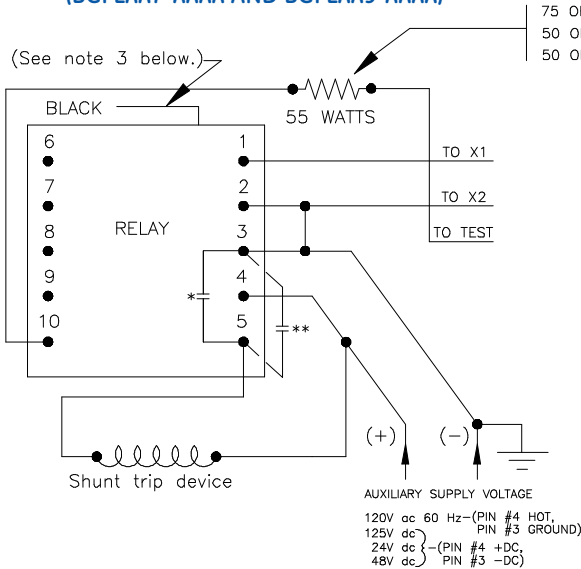 AND
75
50
50
(See note 3 below.)
55 WATTS
BLACK
6
1
TO X1
7
2
TO X2
RELAY
8
3
TO TEST
9
4
*
**
10
5
(+)
(-)
Shunt trip device
AUXILIARY SUPPLY VOLTAGE
120V ac 60 Hz-(PIN #4 HOT,
PIN #3 GROUND)
125V dc
24V dc -(PIN #4 +DC,
48V dc PIN #3 -DC)